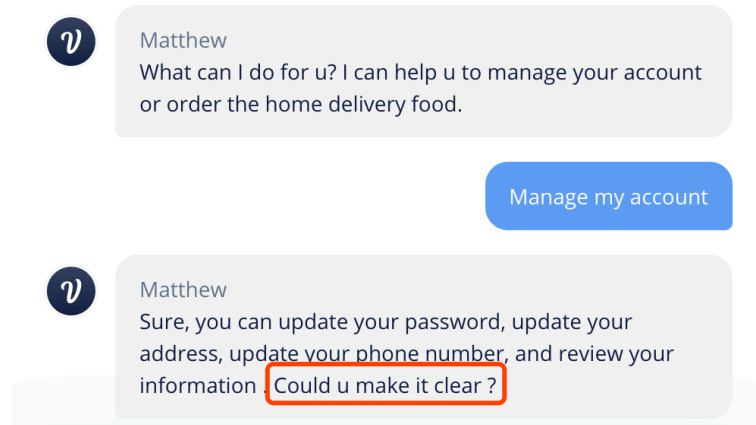 Matthew
What can I do for u? I can help u to manage your account
or order the home delivery food.
Manage my account
Matthew
Sure, you can update your password, update your
address, update your phone number, and review your
information . Could u make it clear ?